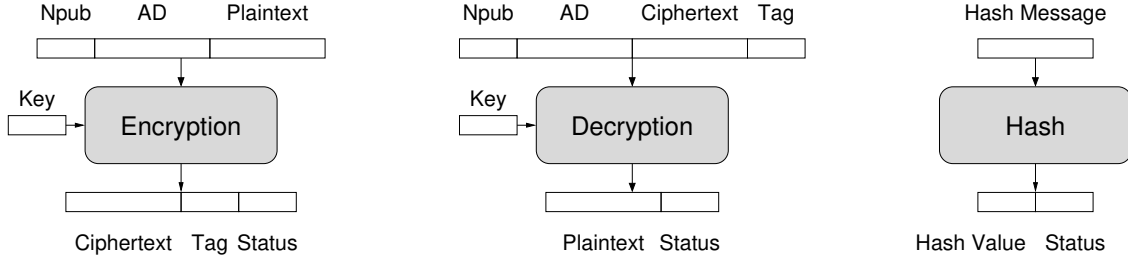 Npub AD Plaintext
Key
Encryption
Ciphertext Tag Status
Npub AD Ciphertext Tag
Key
Decryption
Plaintext Status
Hash Message
Hash
Hash Value Status